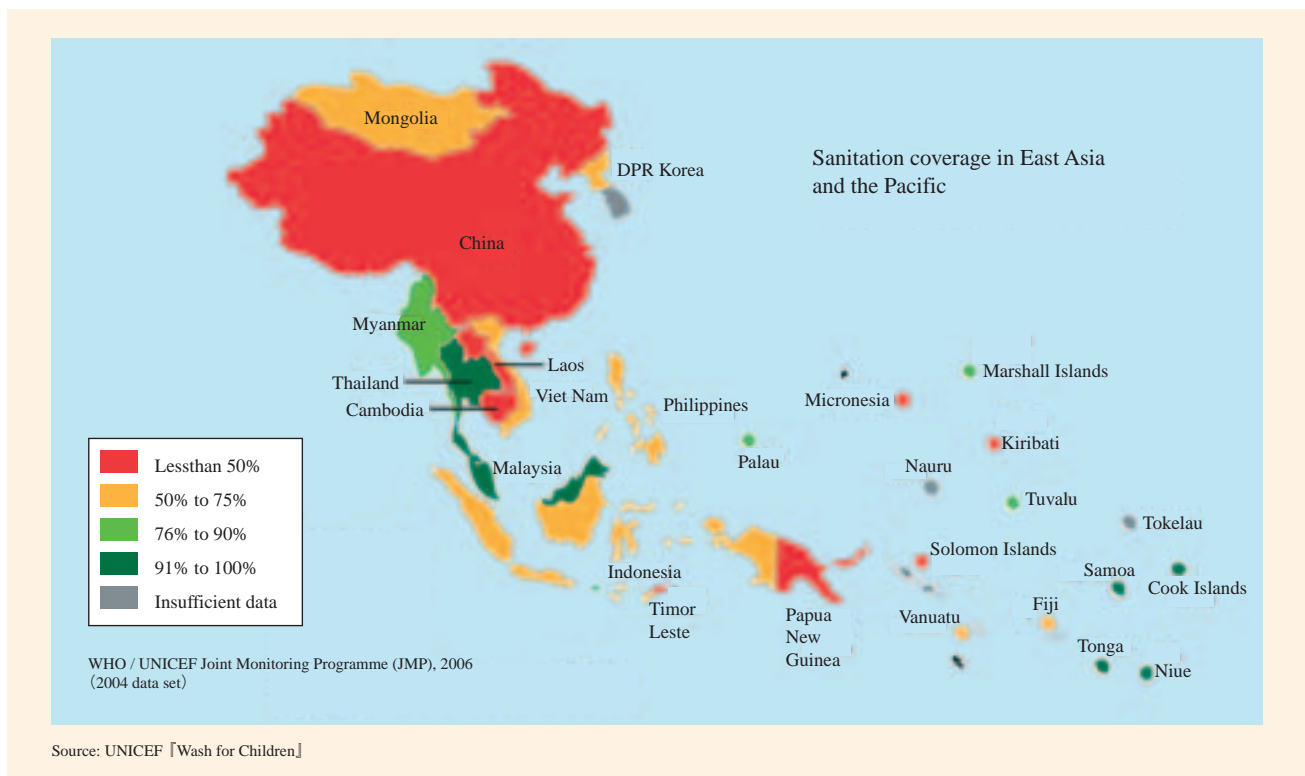 Sanitation coverage in East Asia
and the Pacific
Mongolia
DPR Korea
China
Myanmar
Laos
Thailand
Viet Nam
Cambodia
Philippines
Malaysia
Indonesia
Timor
Leste
Papua
New
Guinea
Palau
Micronesia
Marshall Islands
Kiribati
Nauru
Tuvalu
Tokelau
Solomon Islands
Samoa
Cook Islands
Vanuatu
Fiji
Tonga
Niue
Lessthan 50%
50% to 75%
76% to 90%
91% to 100%
Insufficient data
WHO / UNICEF Joint Monitoring Programme (JMP), 2006
（2004 data set）
Source: UNICEF『Wash for Children』